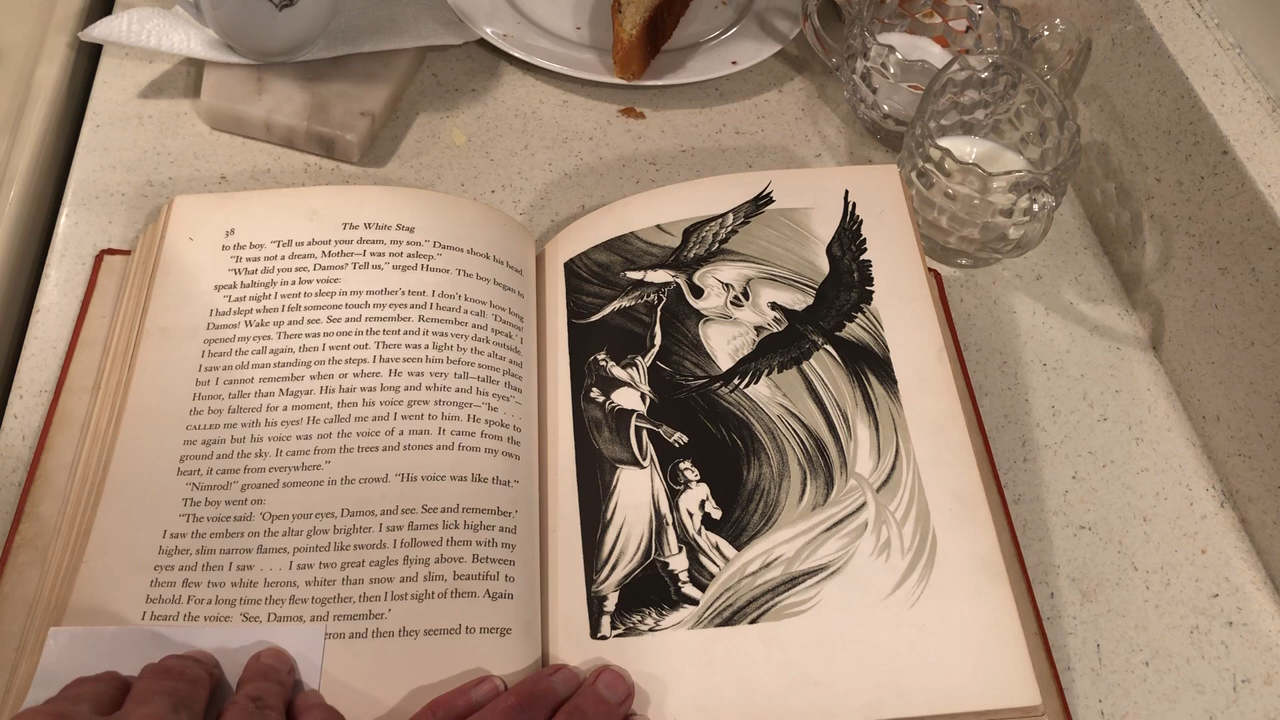 38
The White Stag
to the boy. “Tell us about your dream, my son.” Damos shook his head.
“It was not a dream, Mother—I was not asleep.”
“What did you see, Damos? Tell us,” urged Hunor. The boy began to
speak haltingly in a low voice:
“Last night I went to sleep in my mother’s tent. I don’t know how long
I had slept when I felt someone touch my eyes and I heard a call: ‘Damos!
Damos! Wake up and see. See and remember. Remember and speak.’ I
opened my eyes. There was no one in the tent and it was very dark outside.
I heard the call again, then I went out. There was a light by the altar and
I saw an old man standing on the steps. I have seen him before some place
but I cannot remember when or where. He was very tall—taller than
Hunor, taller than Magyar. His hair was long and white and his eyes”—
the boy faltered for a moment, then his voice grew stronger—“he . . .
CALLED me with his eyes! He called me and I went to him. He spoke to
me again but his voice was not the voice of a man. It came from the
ground and the sky. It came from the trees and stones and from my own
heart, it came from everywhere.”
“Nimrod!” groaned someone in the crowd. “His voice was like that.”
The boy went on:
“The voice said: ‘Open your eyes, Damos, and see. See and remember.’
I saw the embers on the altar glow brighter. I saw flames lick higher and
higher, slim narrow flames, pointed like swords. I followed them with my
eyes and then I saw . . . I saw two great eagles flying above. Between
them flew two white herons, whiter than snow and slim, beautiful to
behold. For a long time they flew together, then I lost sight of them. Again
I heard the voice: ‘See, Damos, and remember.’
eron and then they seemed to merge